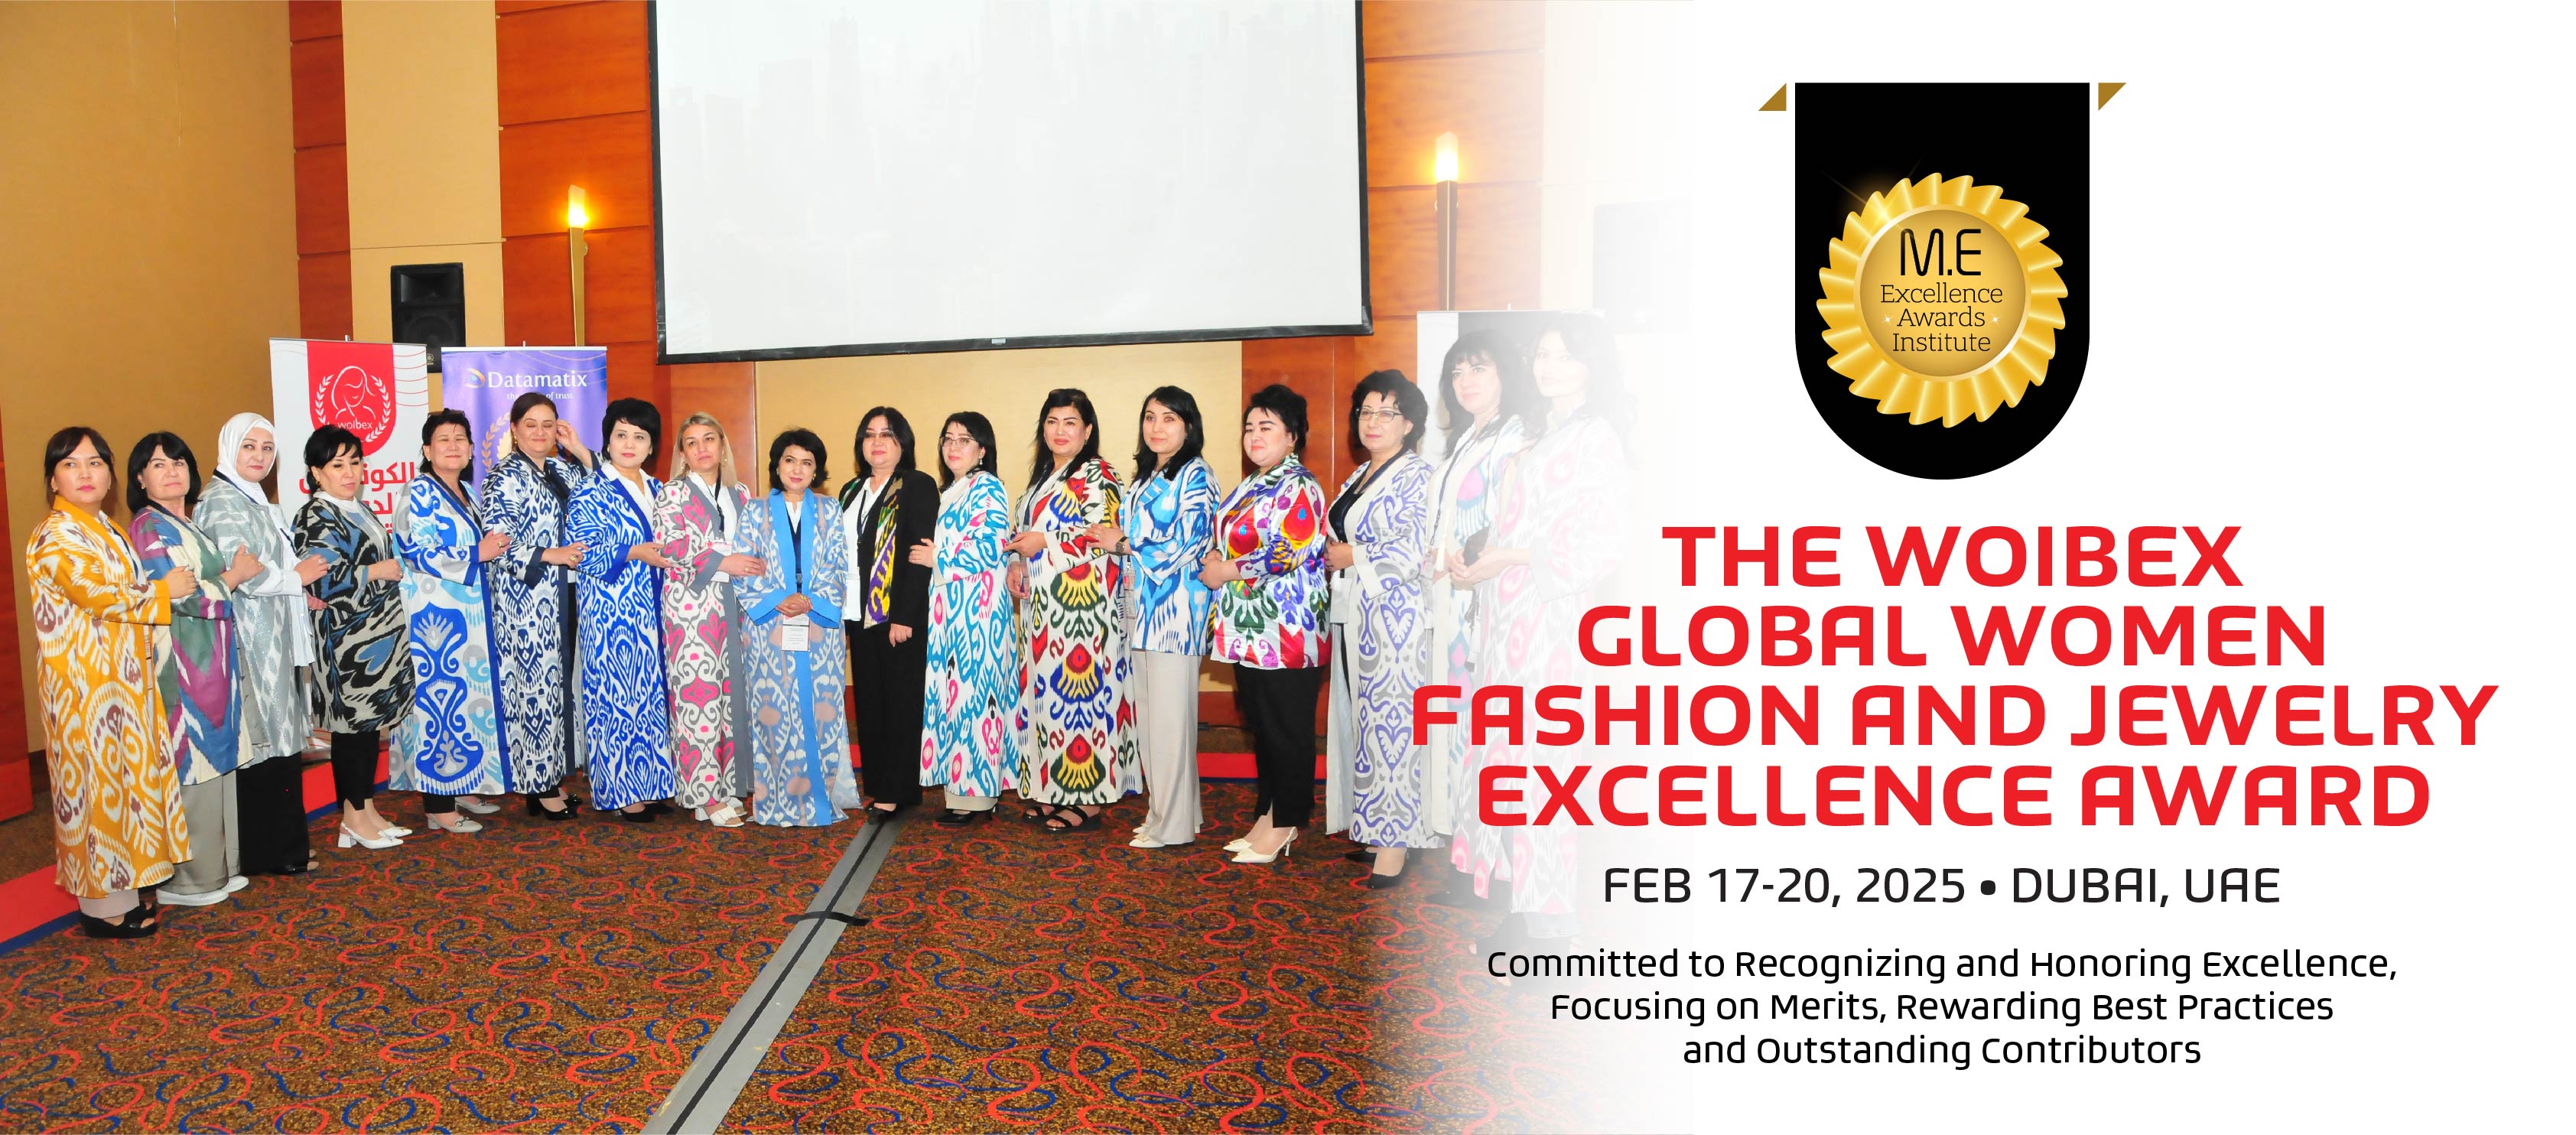 woibex
Datamatix
M.E
Excellence
Awards
Institute
THE WOIBEX
GLOBAL WOMEN
FASHION AND JEWELRY
EXCELLENCE AWARD
FEB 17-20, 2025 • DUBAI, UAE
Committed to Recognizing and Honoring Excellence,
Focusing on Merits, Rewarding Best Practices
and Outstanding Contributors